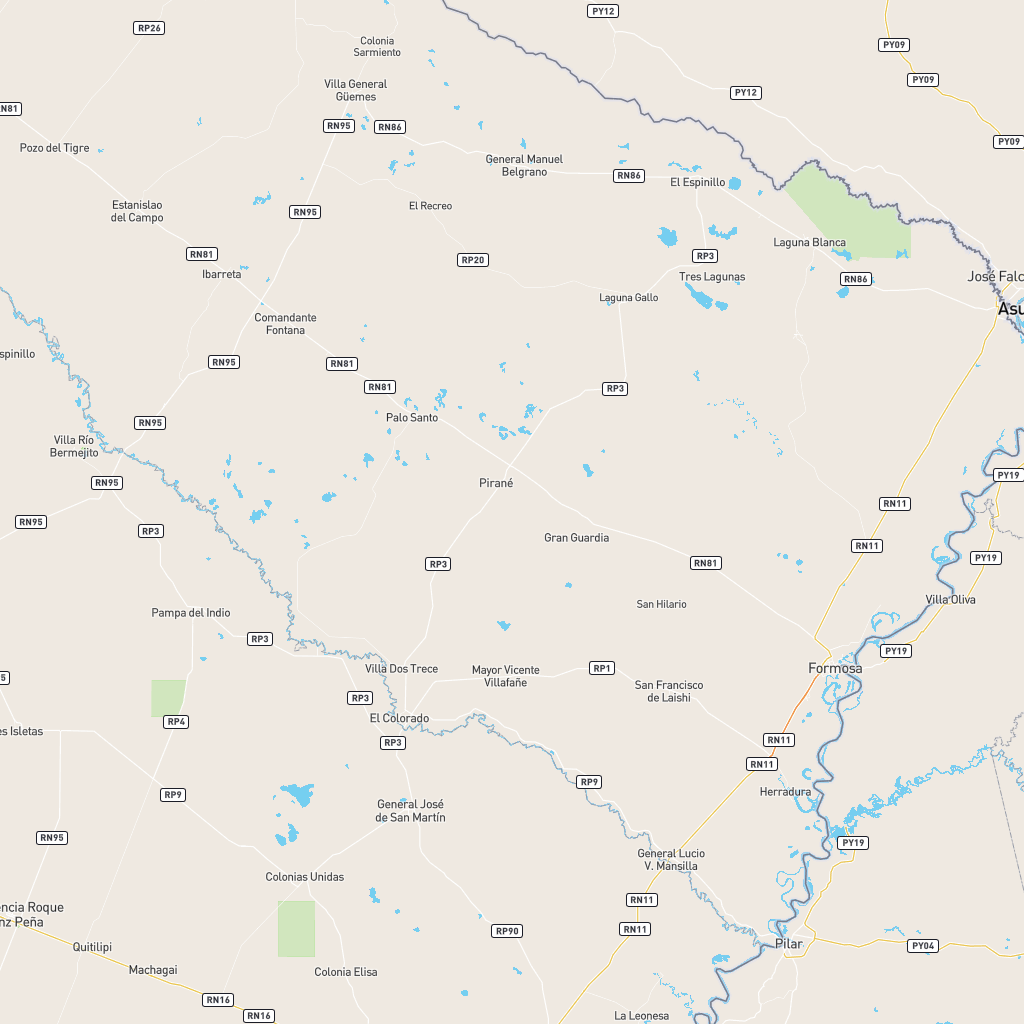 PY12
RP26
Colonia
Sarmiento
PY09
PY09
Villa General
Güemes
PY12
RN81
RN95
RN86
PY09
Pozo del Tigre
General Manuel
Belgrano
RN86
El Espinillo
Estanislao
del Campo
RN95
El Recreo
Laguna Blanca
RN81
RP20
RP3
Ibarreta
Tres Lagunas
RN86
José Falc
Laguna Gallo
Asu
Comandante
Fontana
spinillo
RN95
RN81
RN81
RP3
Palo Santo
RN95
Villa Río
Bermejito
RN95
Pirané
PY19
RN11
RN95
RP3
Gran Guardia
RN11
RP3
RN81
PY19
Villa Oliva
San Hilario
Pampa del Indio
RP3
PY19
Villa Dos Trece
Mayor Vicente
Villafañe
RP1
Formosa
5
San Francisco
de Laishi
RP3
El Colorado
RP4
es Isletas
RP3
RN11
RN11
RP9
Herradura
RP9
General José
de San Martín
RN95
PY19
General Lucio
V. Mansilla
Colonias Unidas
RN11
encia Roque
nz Peña
RP90
RN11
Pilar
PY04
Quitilipi
Machagai
Colonia Elisa
RN16
RN16
La Leonesa